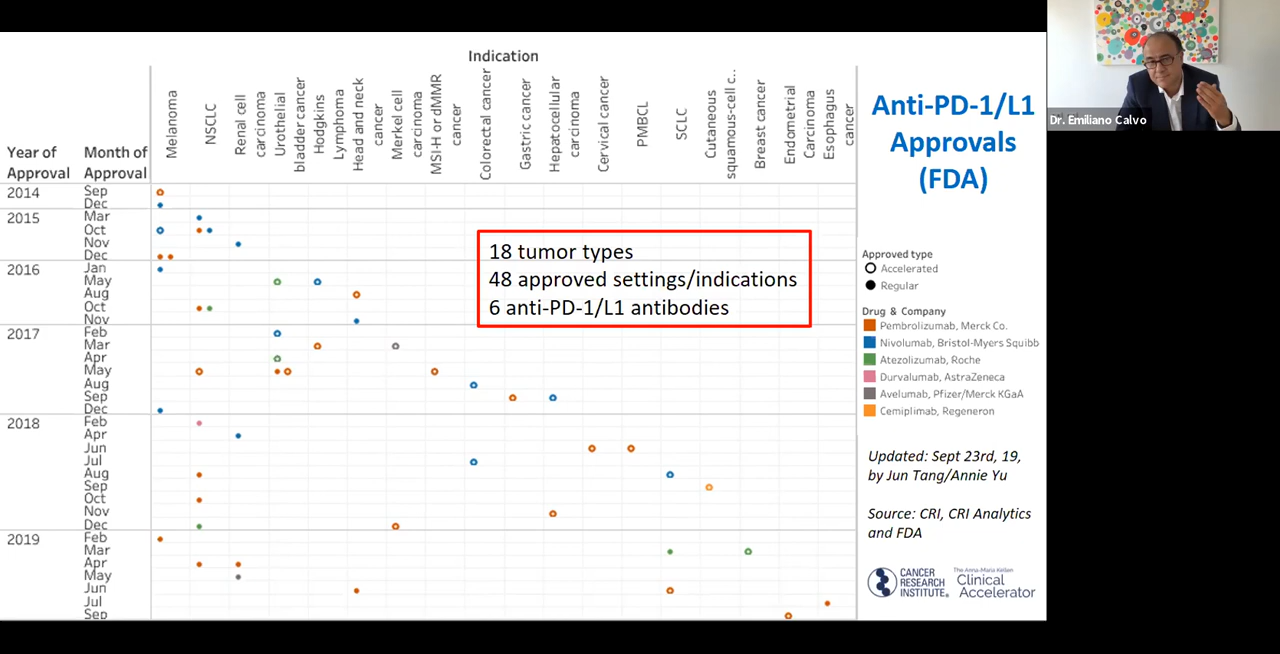 Indication
Melanoma
NSCLC
Renal cell
carcinoma
Urothelial
bladder cancer
Hodgkins
Lymphoma
Head and neck
cancer
Merkel cell
carcinoma
MSI-H or dMMR
cancer
Colorectal cancer
Gastric cancer
Hepatocellular
carcinoma
Cervical cancer
PMBCL
SCLC
Cutaneous
squamous-cell c..
Breast cancer
Endometrial
Carcinoma
Esophagus
cancer
Year of
Approval
Month of
Approval
2014
Sep
Dec
2015
Mar
Oct
Nov
Dec
2016
Jan
May
Aug
Oct
Nov
2017
Feb
Mar
Apr
May
Aug
Sep
Dec
2018
Feb
Apr
Jun
Jul
Aug
Sep
Oct
Nov
Dec
2019
Feb
Mar
Apr
May
Jun
Jul
Sep
18 tumor types
48 approved settings/indications
6 anti-PD-1/L1 antibodies
Anti-PD-1/L1
Approvals
(FDA)
Approved type
Accelerated
Regular
Drug & Company
Pembrolizumab, Merck Co.
Nivolumab, Bristol-Myers Squibb
Atezolizumab, Roche
Durvalumab, AstraZeneca
Avelumab, Pfizer/Merck KGaA
Cemiplimab, Regeneron
Updated: Sept 23rd, 19,
by Jun Tang/Annie Yu
Source: CRI, CRI Analytics
and FDA
CANCER
RESEARCH
INSTITUTE
The Anna-Maria Kellen
Clinical
Accelerator
Dr. Emiliano Calvo